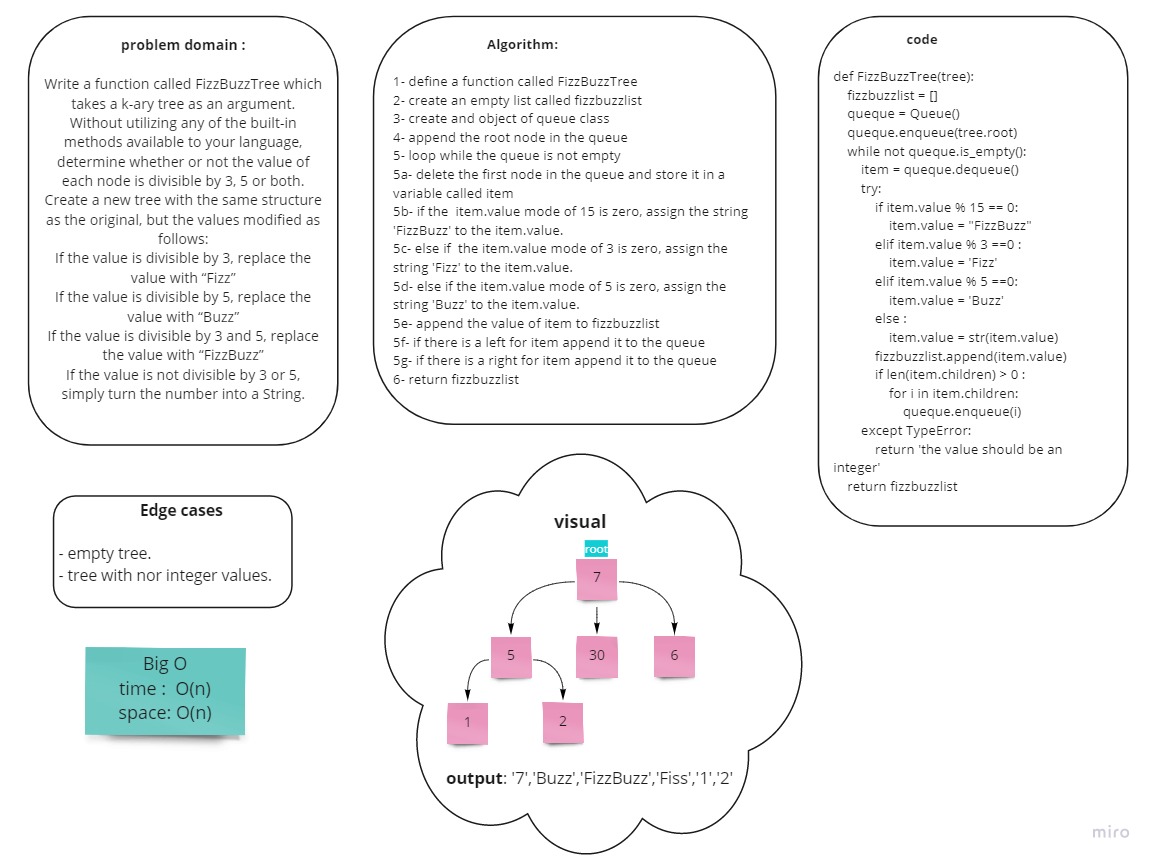 problem domain :
Write a function called FizzBuzzTree which
takes a k-ary tree as an argument.
Without utilizing any of the built-in
methods available to your language,
determine whether or not the value of
each node is divisible by 3, 5 or both.
Create a new tree with the same structure
as the original, but the values modified as
follows:
If the value is divisible by 3, replace the
value with “Fizz”
If the value is divisible by 5, replace the
value with “Buzz”
If the value is divisible by 3 and 5, replace
the value with “FizzBuzz”
If the value is not divisible by 3 or 5,
simply turn the number into a String.
Algorithm:
1- define a function called FizzBuzzTree
2- create an empty list called fizzbuzzlist
3- create and object of queue class
4- append the root node in the queue
5- loop while the queue is not empty
5a- delete the first node in the queue and store it in a
variable called item
5b- if the  item.value mode of 15 is zero, assign the string
'FizzBuzz' to the item.value.
5c- else if  the item.value mode of 3 is zero, assign the
string 'Fizz' to the item.value.
5d- else if the item.value mode of 5 is zero, assign the
string 'Buzz' to the item.value.
5e- append the value of item to fizzbuzzlist
5f- if there is a left for item append it to the queue
5g- if there is a right for item append it to the queue
6- return fizzbuzzlist
code
def FizzBuzzTree(tree):
fizzbuzzlist = []
queque = Queue()
queque.enqueue(tree.root)
while not queque.is_empty():
item = queque.dequeue()
try:
if item.value % 15 == 0:
item.value = "FizzBuzz"
elif item.value % 3 ==0 :
item.value = 'Fizz'
elif item.value % 5 ==0:
item.value = 'Buzz'
else :
item.value = str(item.value)
fizzbuzzlist.append(item.value)
if len(item.children) > 0 :
for i in item.children:
queque.enqueue(i)
except TypeError:
return 'the value should be an
integer'
return fizzbuzzlist
Edge cases
- empty tree.
- tree with nor integer values.
Big O
time :  O(n)
space: O(n)
visual
root
7
5 30 6
1 2
output: '7','Buzz','FizzBuzz','Fiss','1','2'
miro